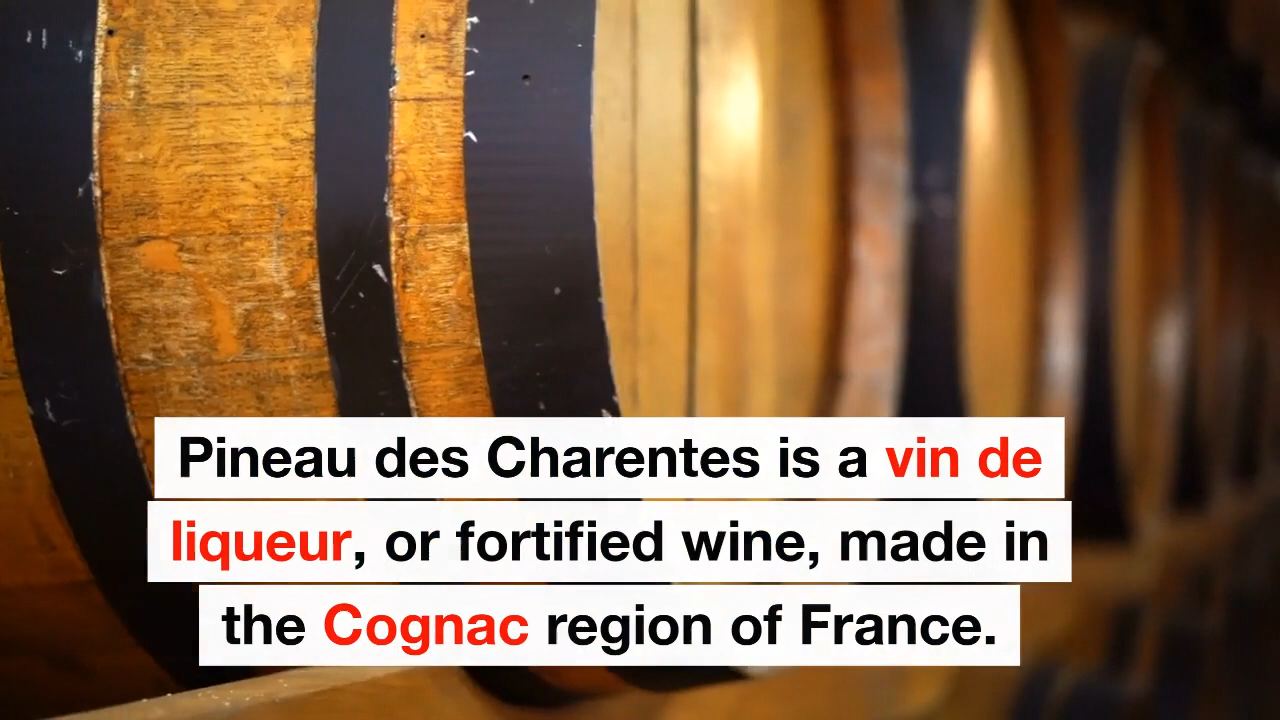 Pineau des Charentes is a vin de
liqueur, or fortified wine, made in
the Cognac region of France.